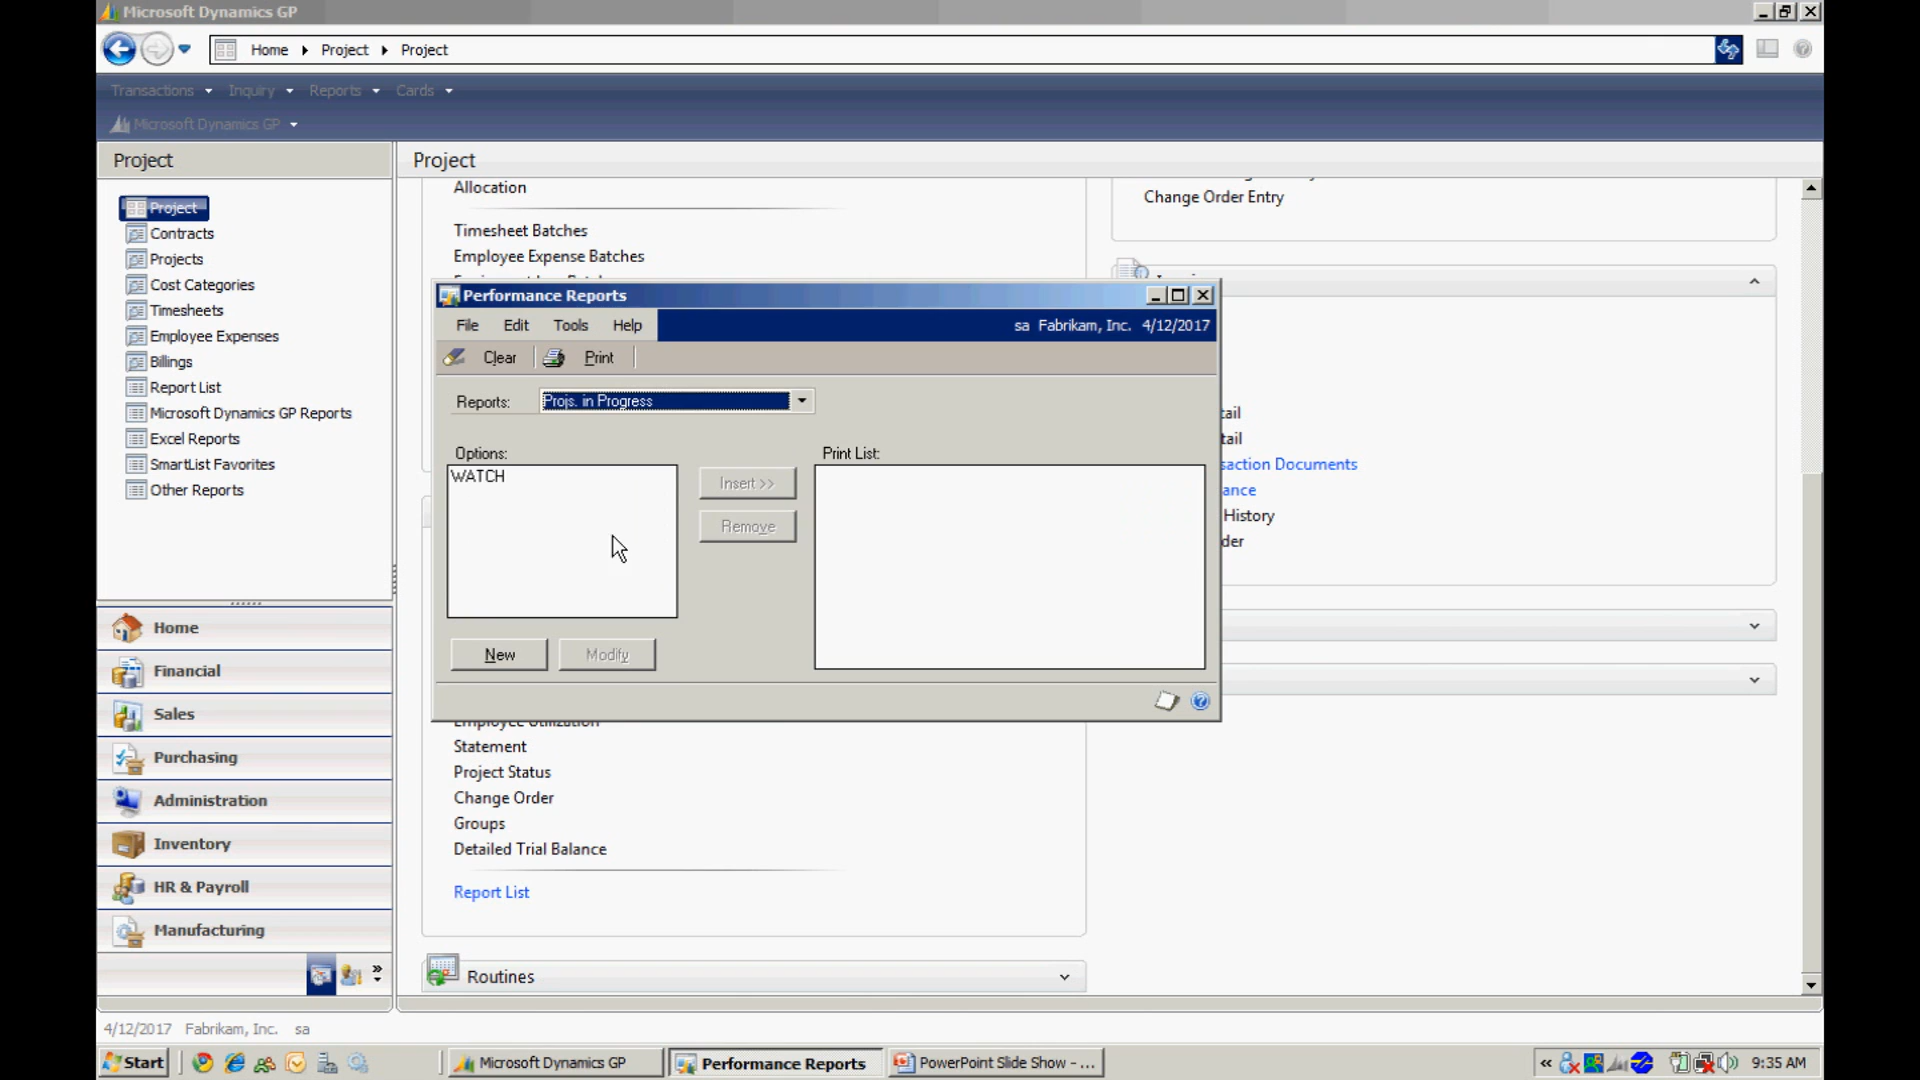 Microsoft Dynamics GP
Home Project Project
Transactions Inquiry Reports Cards
Microsoft Dynamics GP
Project
Project
Contracts
Projects
Cost Categories
Timesheets
Employee Expenses
Billings
Report List
Microsoft Dynamics GP Reports
Excel Reports
SmartList Favorites
Other Reports
Home
Financial
Sales
Purchasing
Administration
Inventory
HR & Payroll
Manufacturing
Project
Allocation
Timesheet Batches
Employee Expense Batches
Performance Reports
File Edit Tools Help
sa Fabrikam, Inc. 4/12/2017
Clear Print
Reports: Projs. in Progress
Options:
WATCH
Insert >>
Remove
Print List:
New Modify
Employee Utilization
Statement
Project Status
Change Order
Groups
Detailed Trial Balance
Report List
Routines
Change Order Entry
tail
tail
saction Documents
ance
History
der
4/12/2017 Fabrikam, Inc. sa
Start
Microsoft Dynamics GP
Performance Reports
PowerPoint Slide Show - ...
9:35 AM